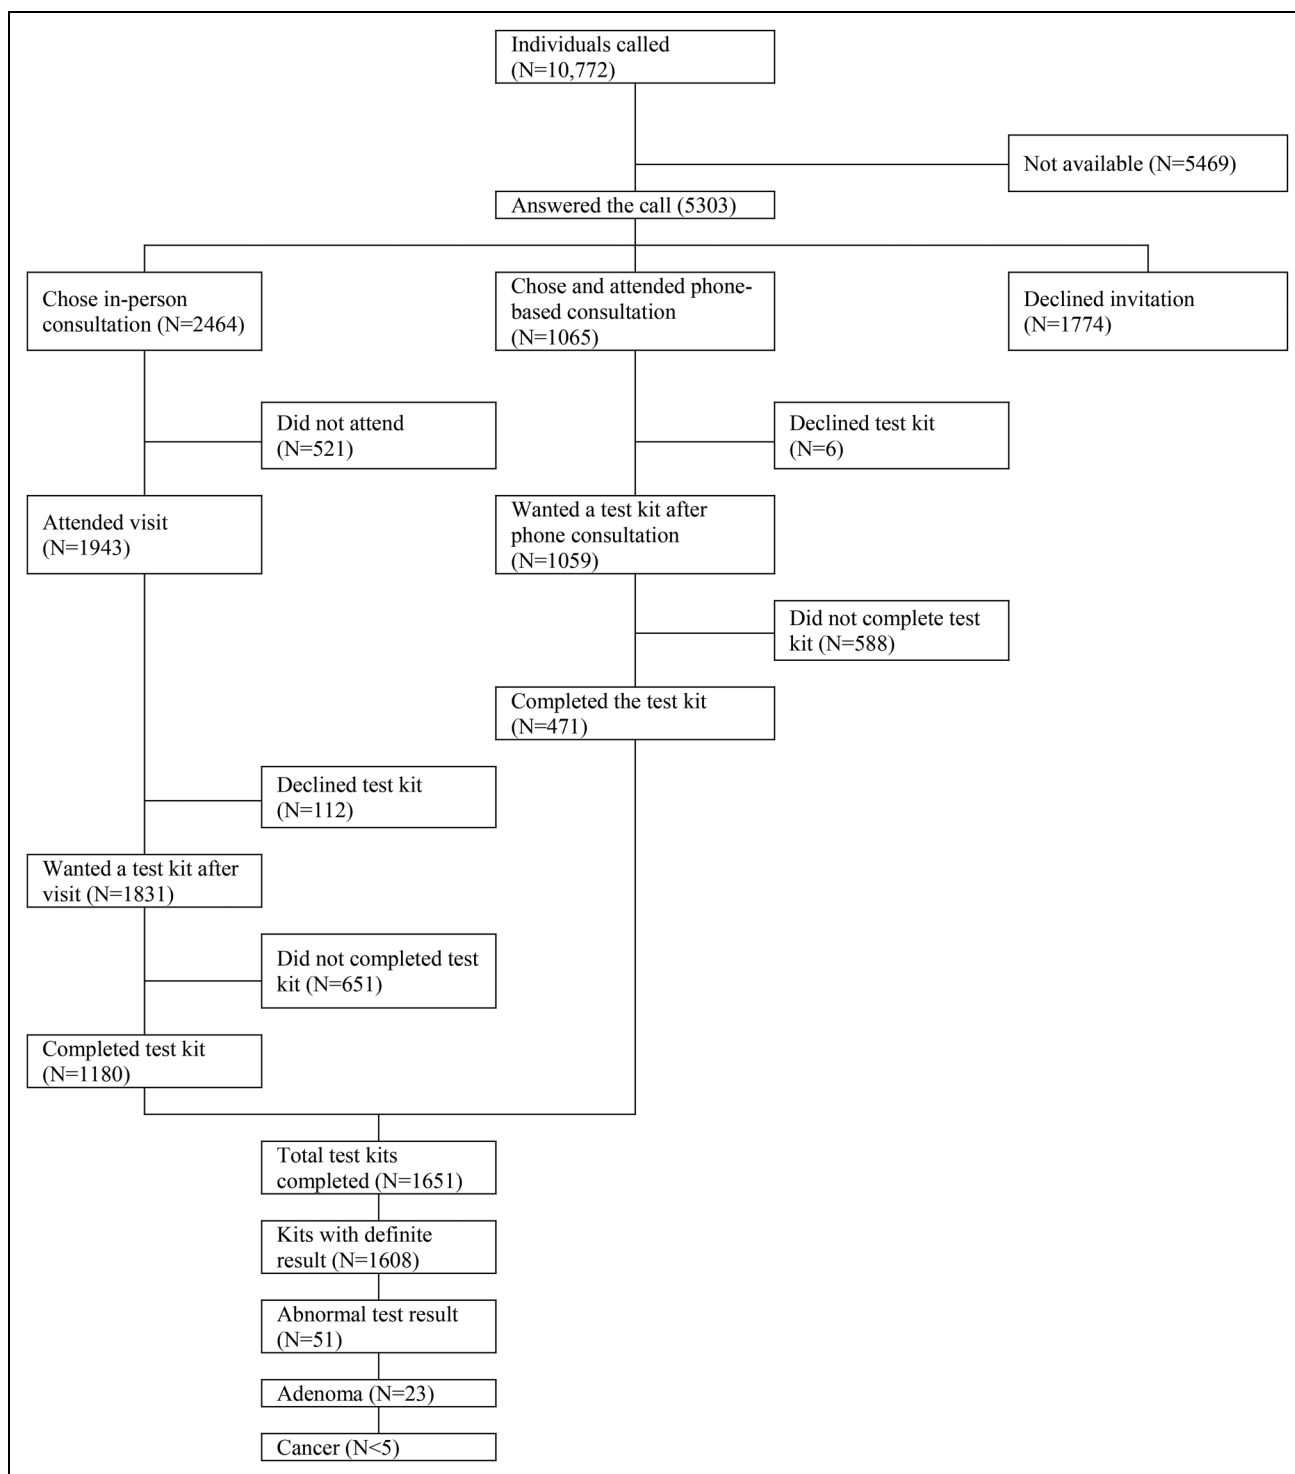 Individuals called
(N=10,772)
Not available (N=5469)
Answered the call (5303)
Chose in-person
consultation (N=2464)
Chose and attended phone-
based consultation
(N=1065)
Declined invitation
(N=1774)
Did not attend
(N=521)
Declined test kit
(N=6)
Attended visit
(N=1943)
Wanted a test kit after
phone consultation
(N=1059)
Did not complete test
kit (N=588)
Completed the test kit
(N=471)
Declined test kit
(N=112)
Wanted a test kit after
visit (N=1831)
Did not completed test
kit (N=651)
Completed test kit
(N=1180)
Total test kits
completed (N=1651)
Kits with definite
result (N=1608)
Abnormal test result
(N=51)
Adenoma (N=23)
Cancer (N<5)